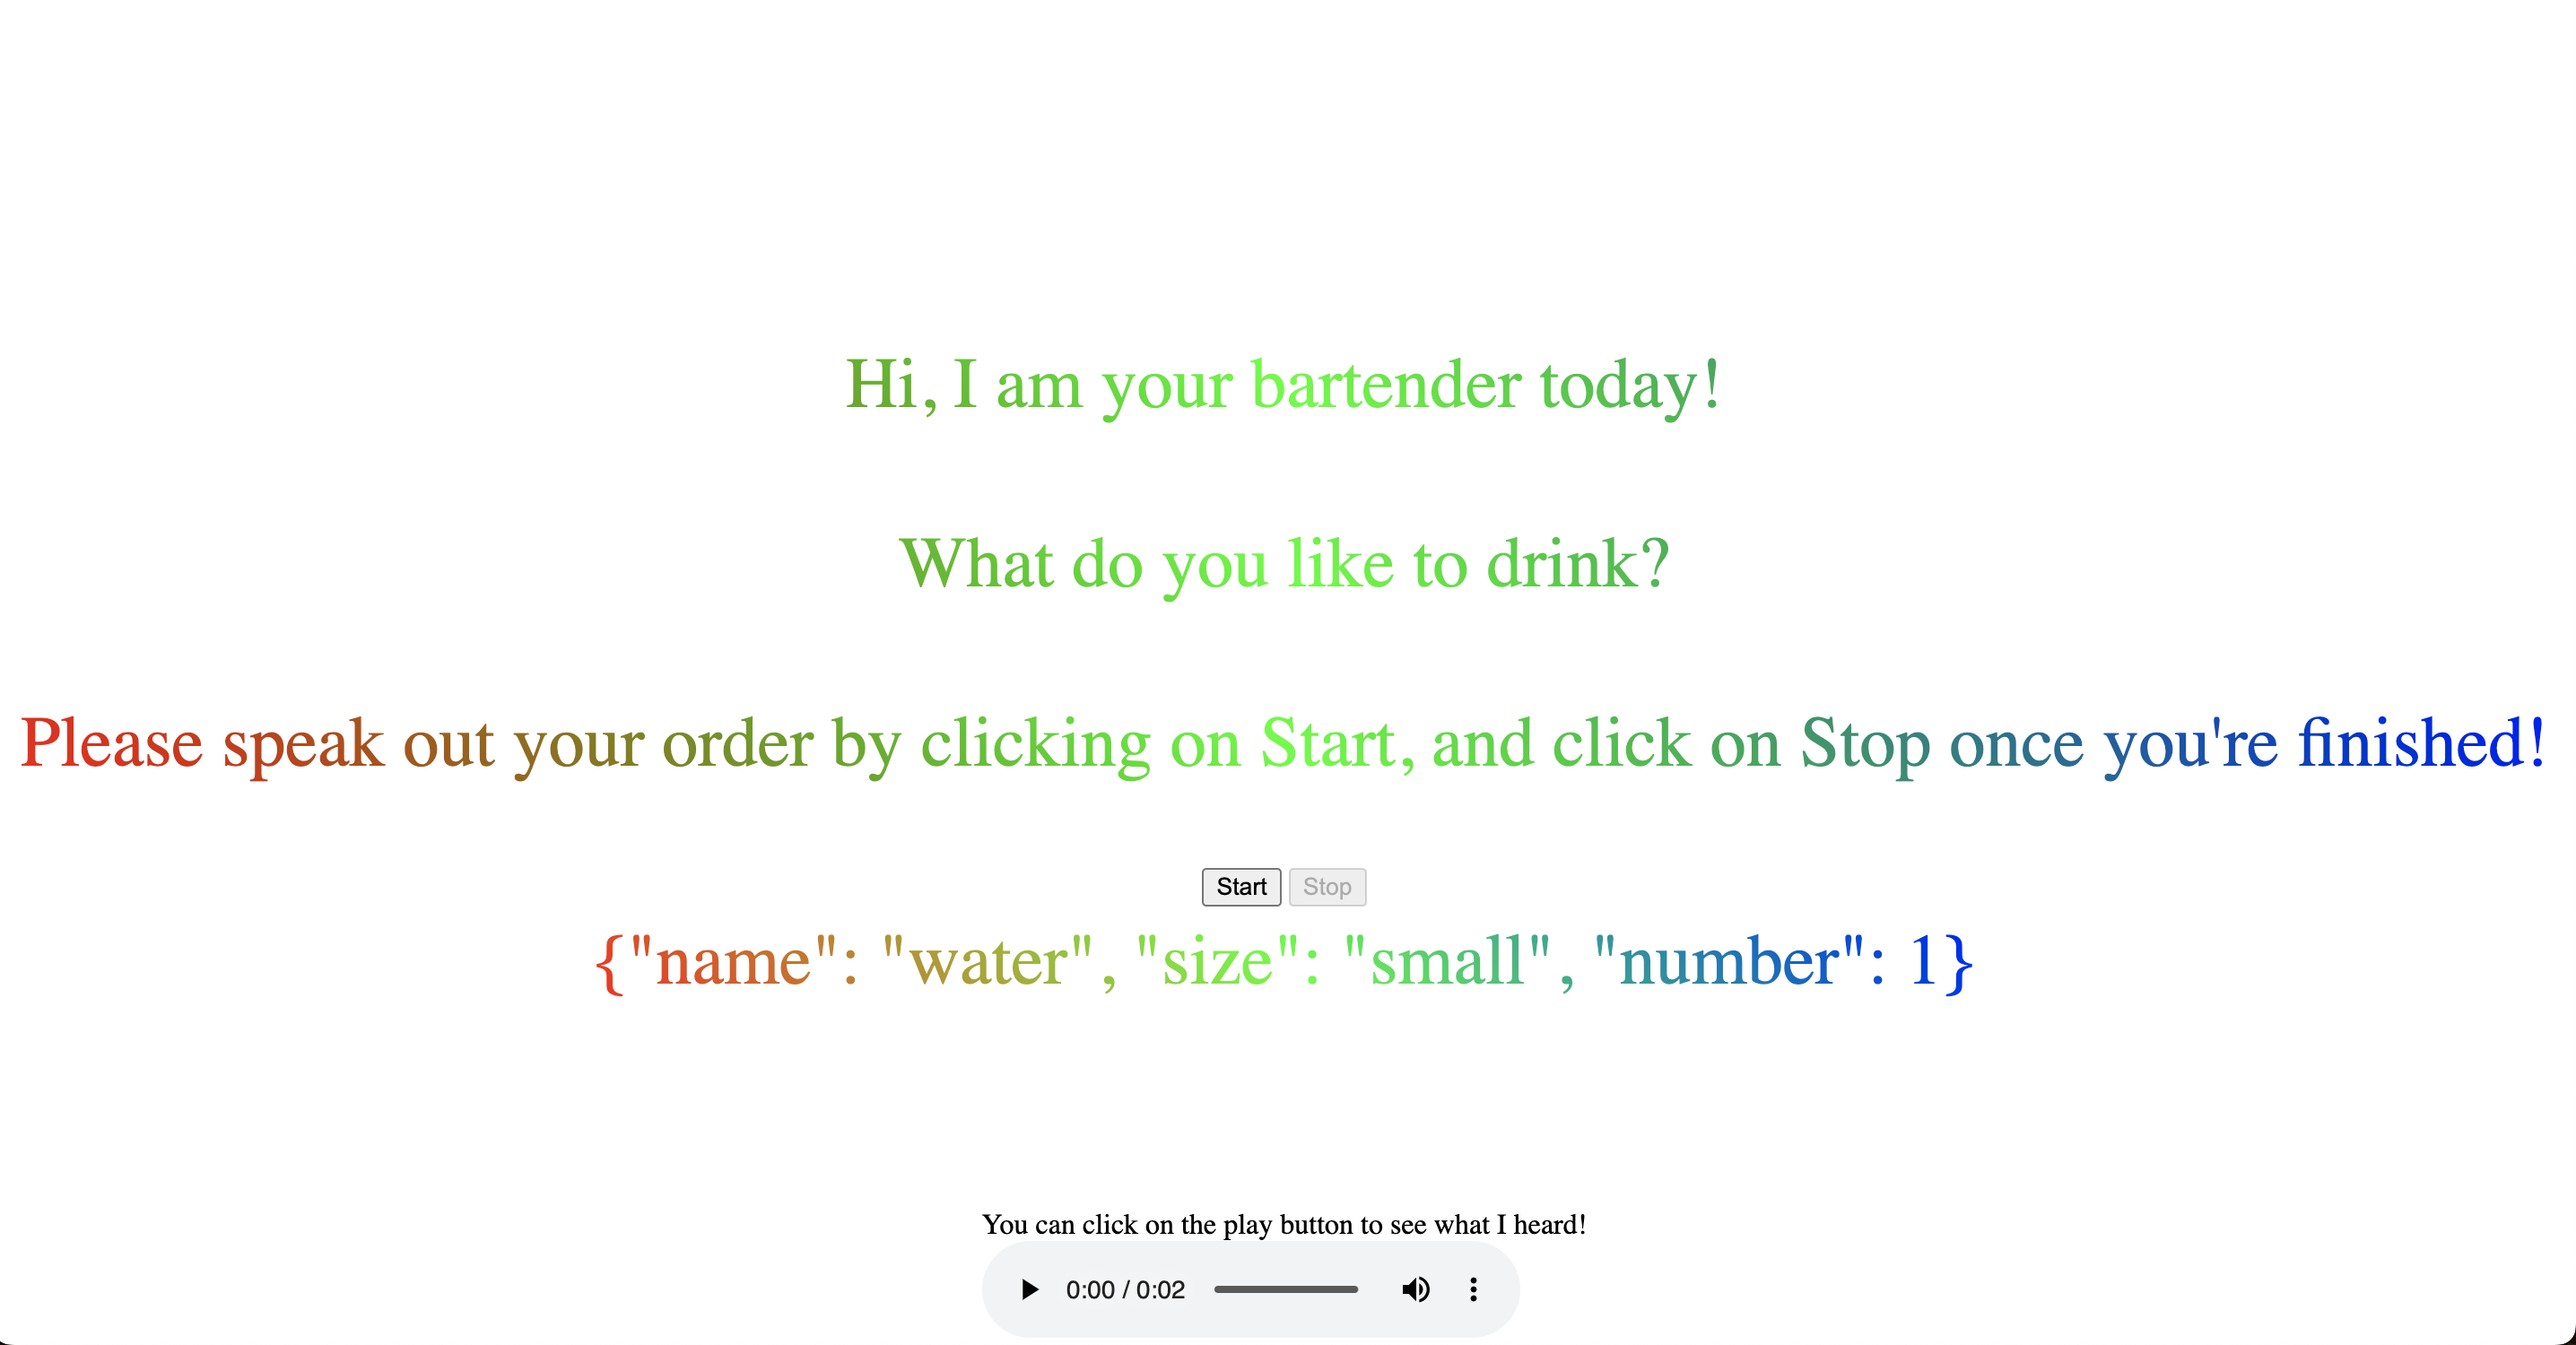 Hi, I am your bartender today!
What do you like to drink?
Please speak out your order by clicking on Start, and click on Stop once you're finished!
Start Stop
{"name": "water", "size": "small", "number": 1}
You can click on the play button to see what I heard!
0:00 / 0:02